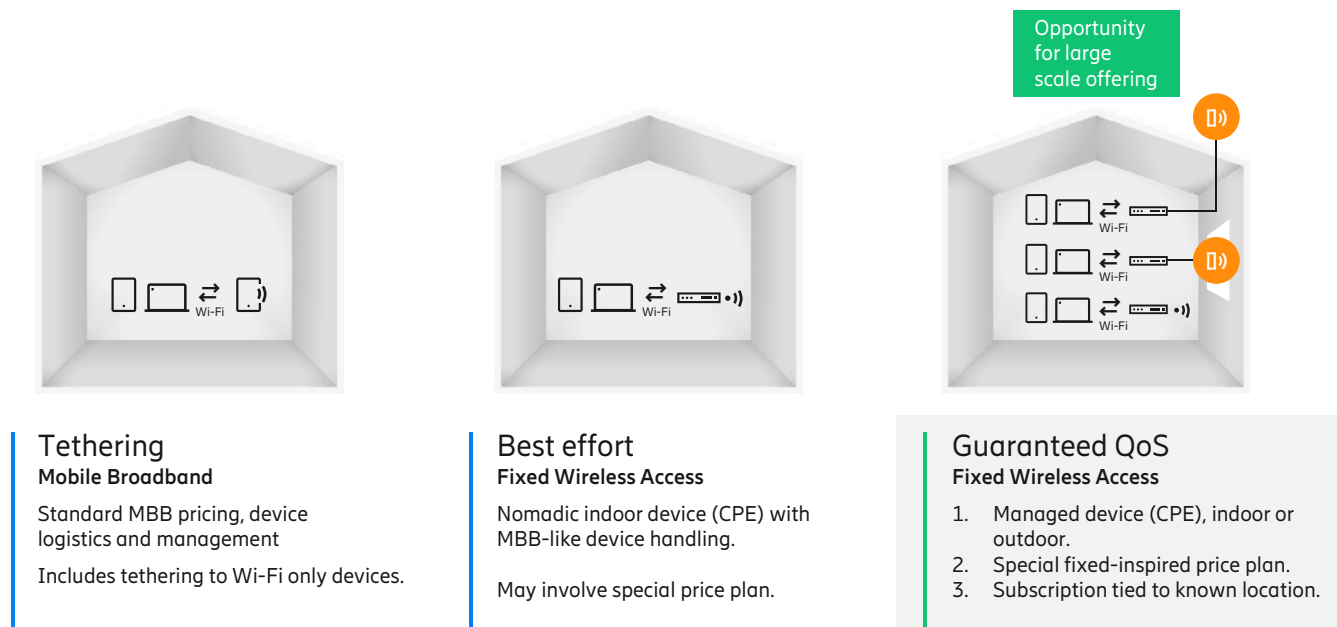 Opportunity
for large
scale offering
Wi-Fi
Wi-Fi
Wi-Fi
Wi-Fi
Wi-Fi
Tethering
Mobile Broadband
Standard MBB pricing, device
logistics and management
Includes tethering to Wi-Fi only devices.
Best effort
Fixed Wireless Access
Nomadic indoor device (CPE) with
MBB-like device handling.
May involve special price plan.
Guaranteed QoS
Fixed Wireless Access
1. Managed device (CPE), indoor or
outdoor.
2. Special fixed-inspired price plan.
3. Subscription tied to known location.